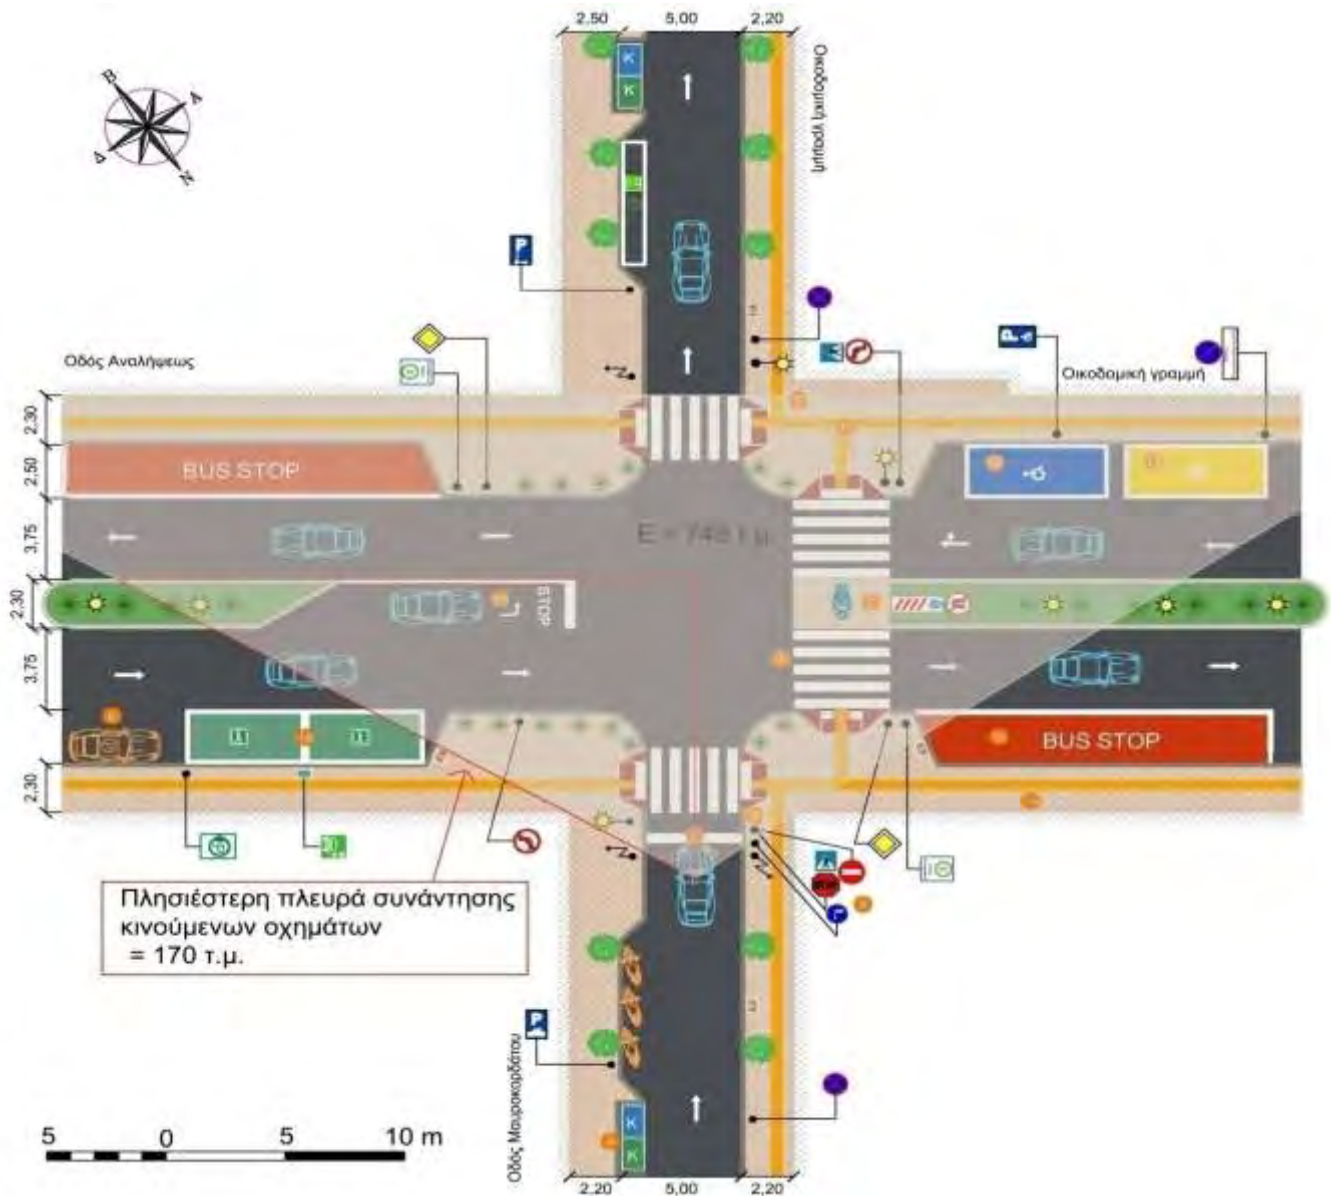 2,50 5,00 2,20
Β
Α
Δ
Ν
Κ
Κ
Οικοδομική γραμμή
P
Οδός Αναλήψεως
P
Οικοδομική γραμμή
2,30
2,50
3,75
2,30
3,75
2,30
BUS STOP
E = 748 τ.μ.
STOP
BUS STOP
Πλησιέστερη πλευρά συνάντησης
κινούμενων οχημάτων
= 170 τ.μ.
P
Οδός Μαυροκορδάτου
Κ
Κ
5 0 5 10 m
2,20 5,00 2,20